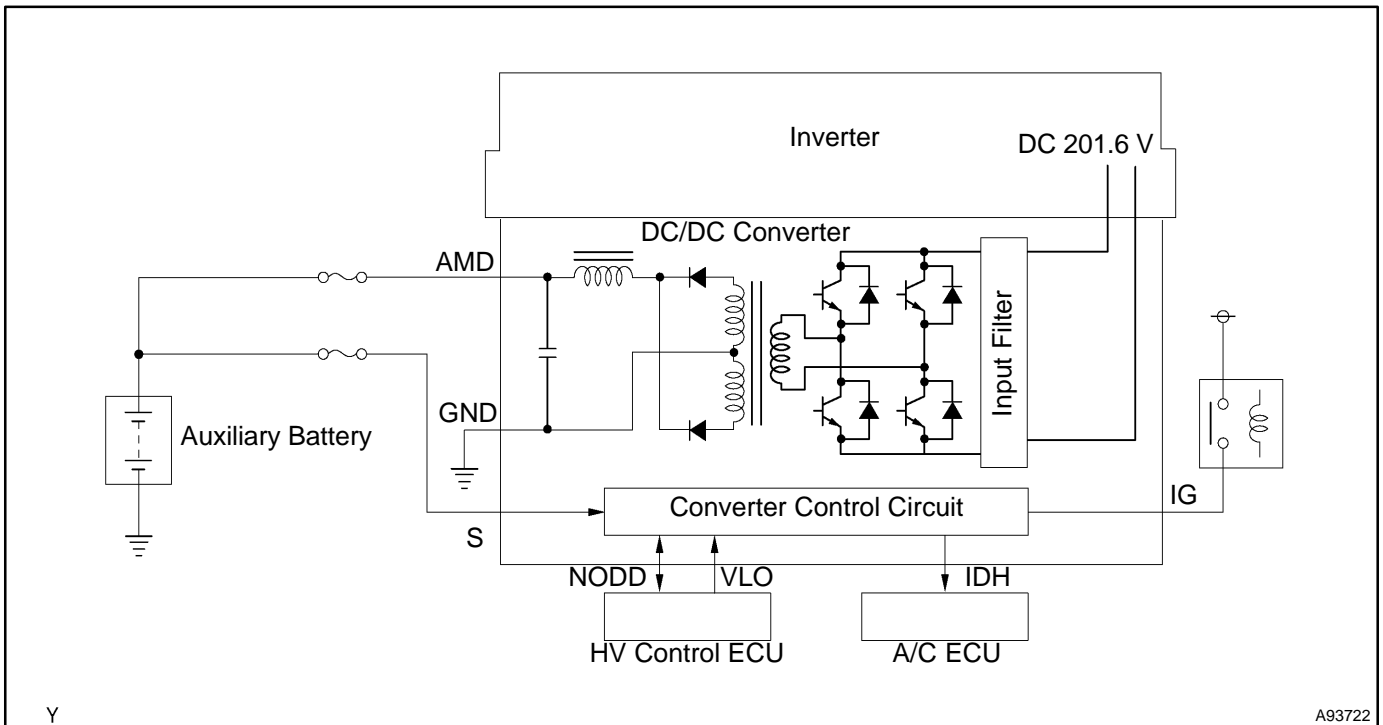 Inverter
DC 201.6 V
DC/DC Converter
AMD
Input Filter
GND
Auxiliary Battery
Converter Control Circuit
IG
S
NODD
VLO
IDH
HV Control ECU
A/C ECU
Y
A93722